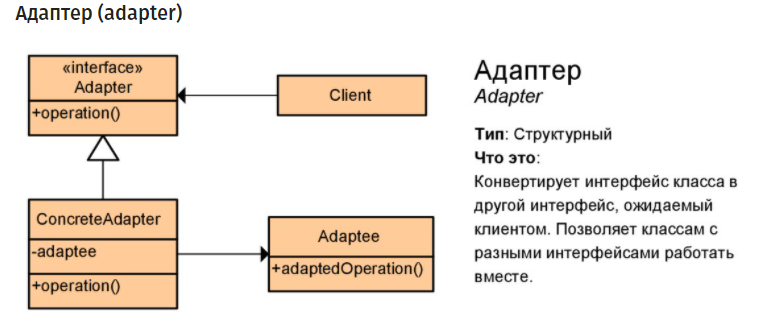 Адаптер (adapter)
«interface»
Adapter
+operation()
Client
ConcreteAdapter
-adaptee
+operation()
Adaptee
+adaptedOperation()
Адаптер
Adapter
Тип: Структурный
Что это:
Конвертирует интерфейс класса в
другой интерфейс, ожидаемый
клиентом. Позволяет классам с
разными интерфейсами работать
вместе.